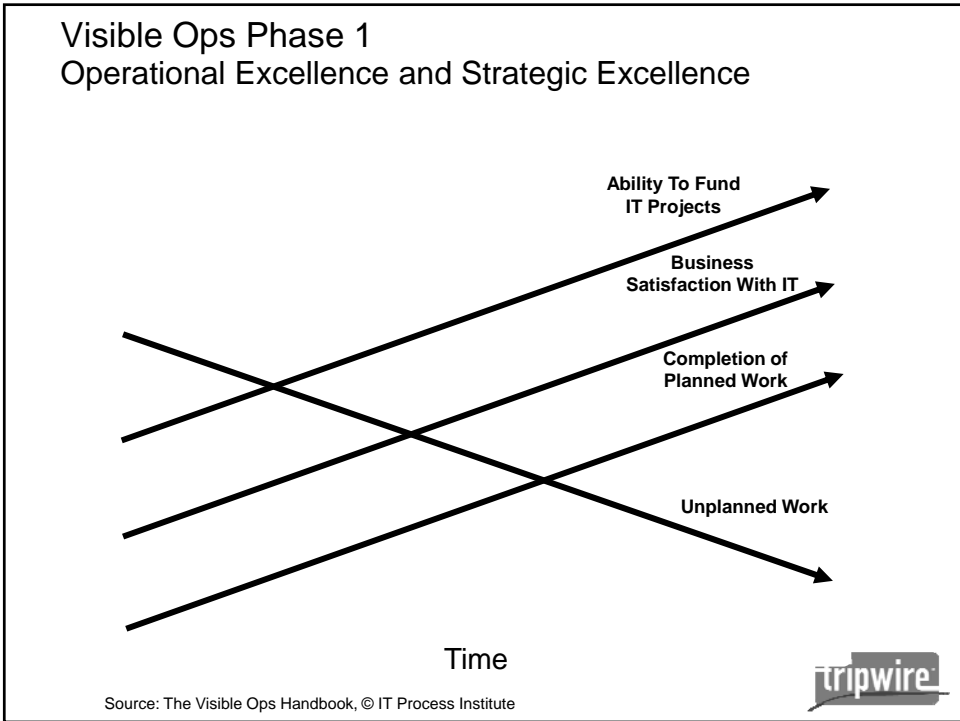 Visible Ops Phase 1
Operational Excellence and Strategic Excellence
Ability To Fund
IT Projects
Business
Satisfaction With IT
Completion of
Planned Work
Unplanned Work
Time
Source: The Visible Ops Handbook, © IT Process Institute
tripwire